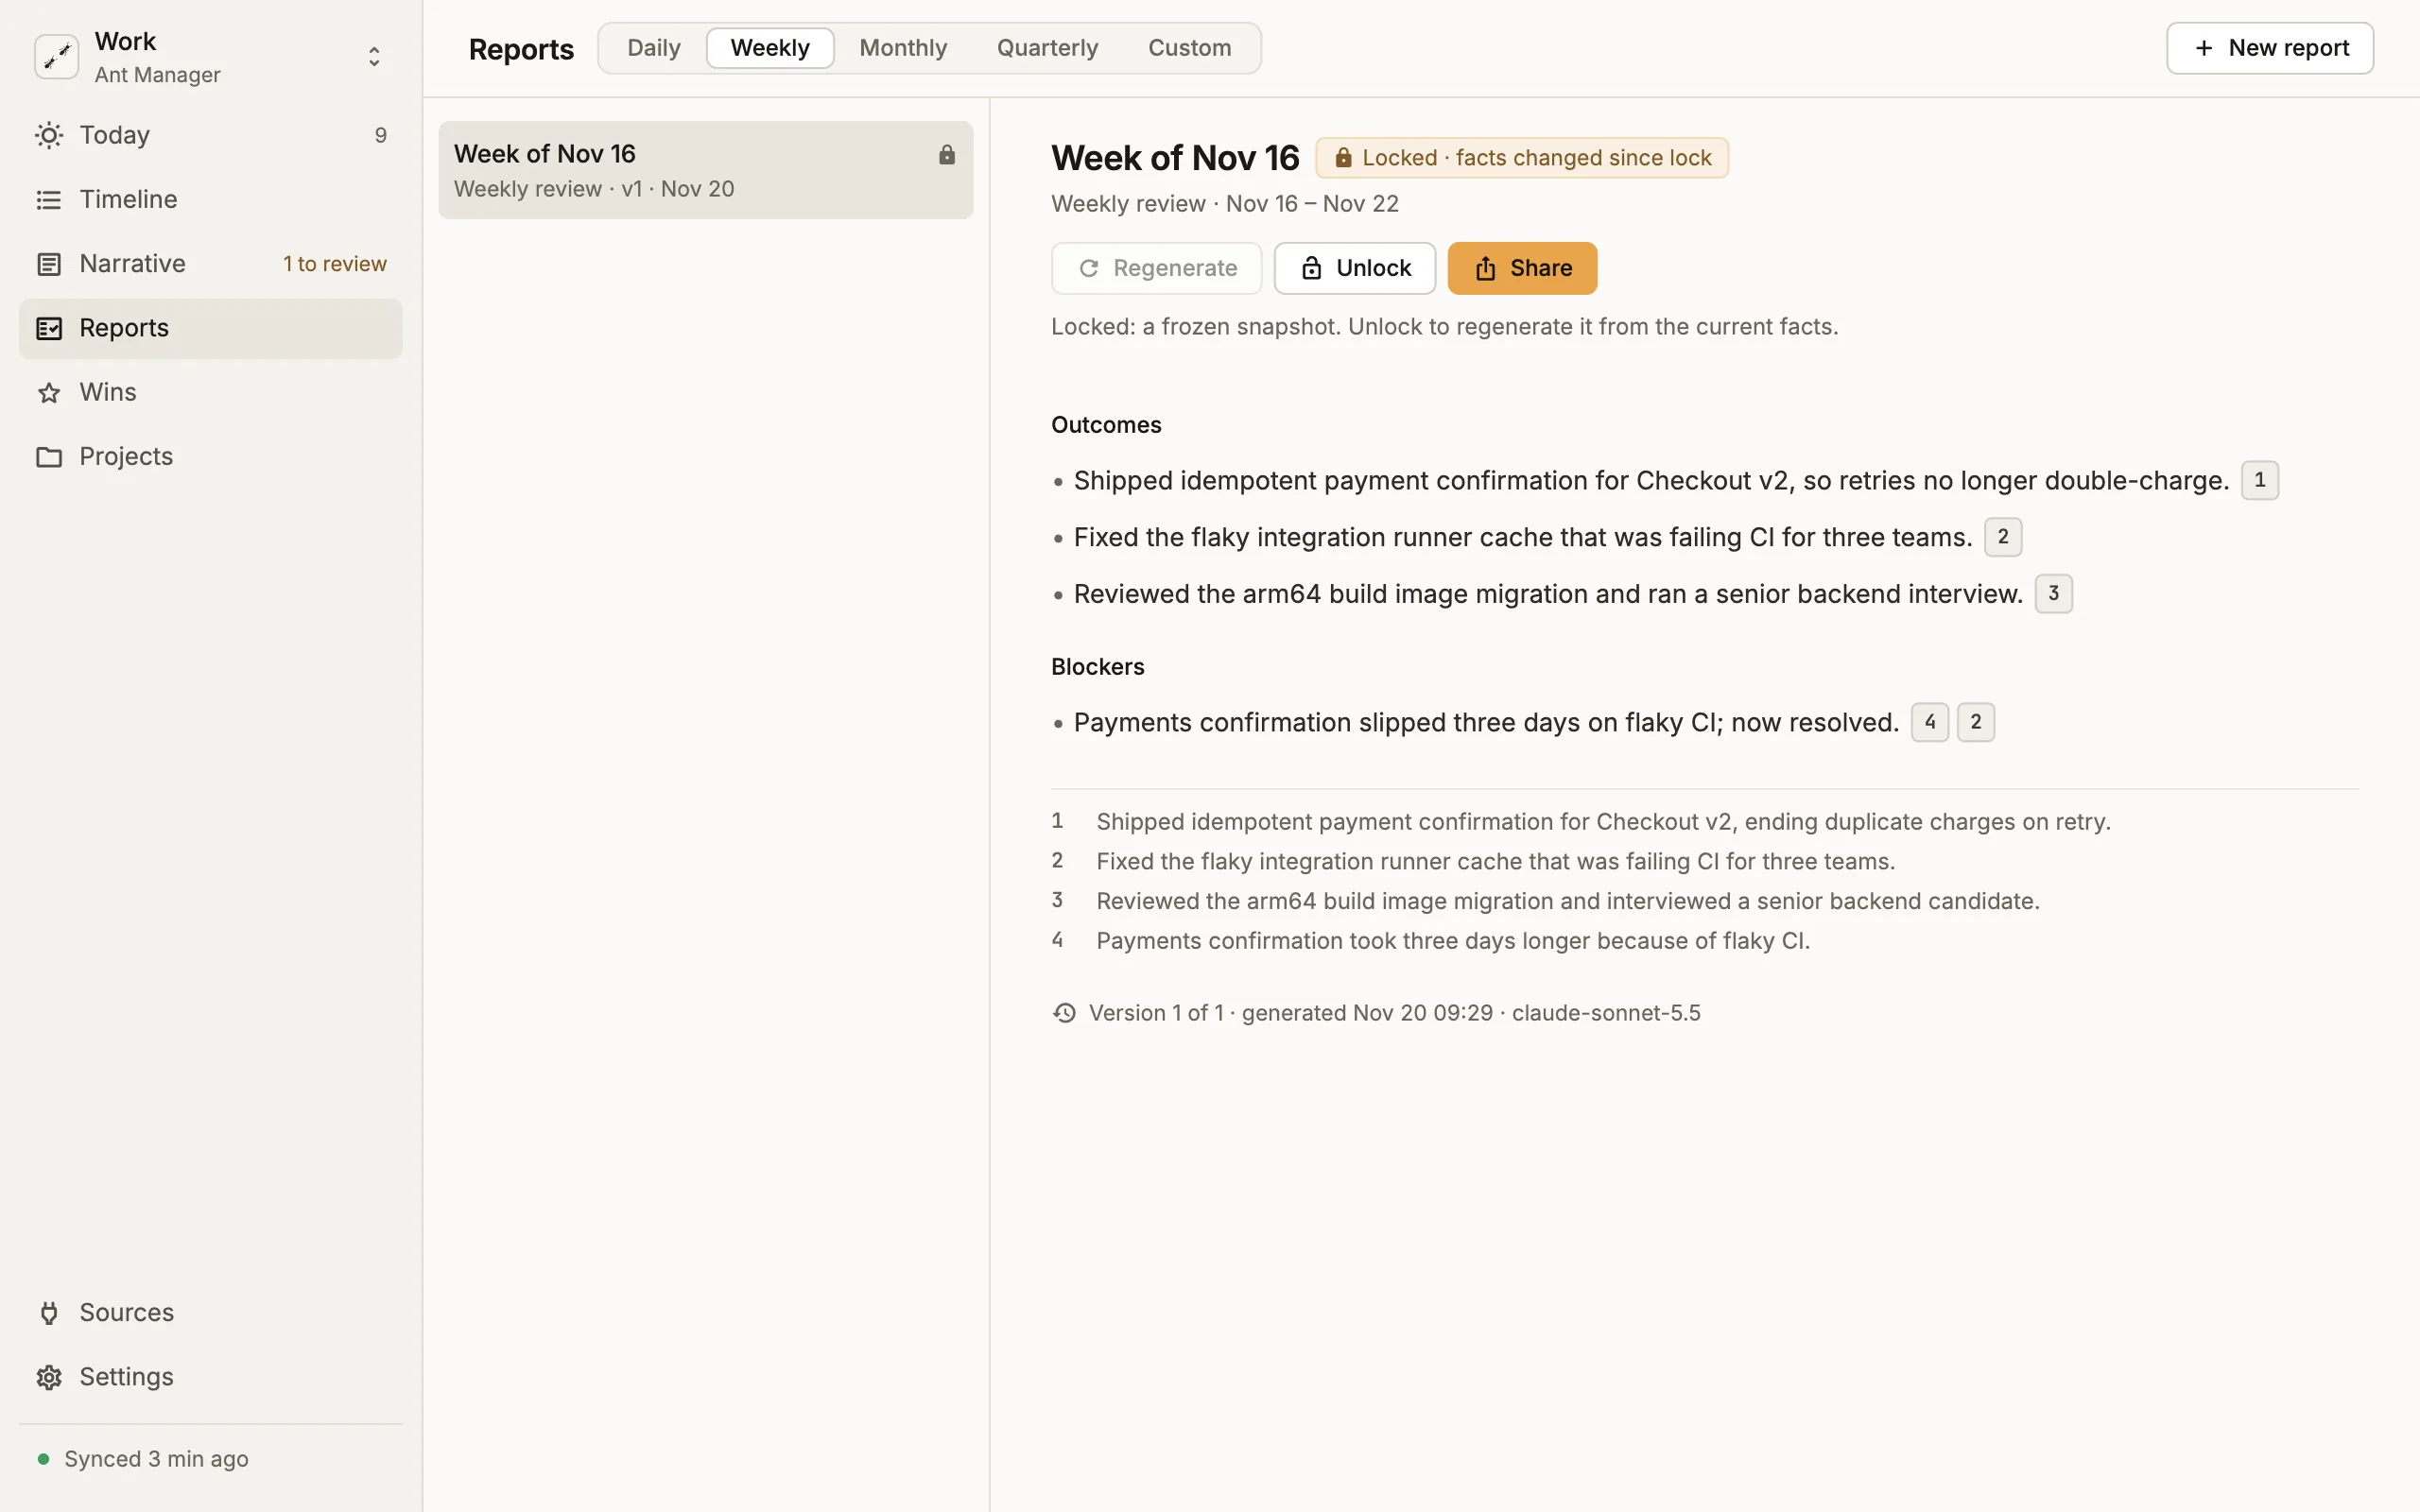 Work
Ant Manager
Today 9
Timeline
Narrative 1 to review
Reports
Wins
Projects
Sources
Settings
Synced 3 min ago
Reports Daily Weekly Monthly Quarterly Custom + New report
Week of Nov 16
Weekly review · v1 · Nov 20
Week of Nov 16 Locked · facts changed since lock
Weekly review · Nov 16 – Nov 22
Regenerate Unlock Share
Locked: a frozen snapshot. Unlock to regenerate it from the current facts.
Outcomes
• Shipped idempotent payment confirmation for Checkout v2, so retries no longer double-charge. 1
• Fixed the flaky integration runner cache that was failing CI for three teams. 2
• Reviewed the arm64 build image migration and ran a senior backend interview. 3
Blockers
• Payments confirmation slipped three days on flaky CI; now resolved. 4 2
1 Shipped idempotent payment confirmation for Checkout v2, ending duplicate charges on retry.
2 Fixed the flaky integration runner cache that was failing CI for three teams.
3 Reviewed the arm64 build image migration and interviewed a senior backend candidate.
4 Payments confirmation took three days longer because of flaky CI.
Version 1 of 1 · generated Nov 20 09:29 · claude-sonnet-5.5